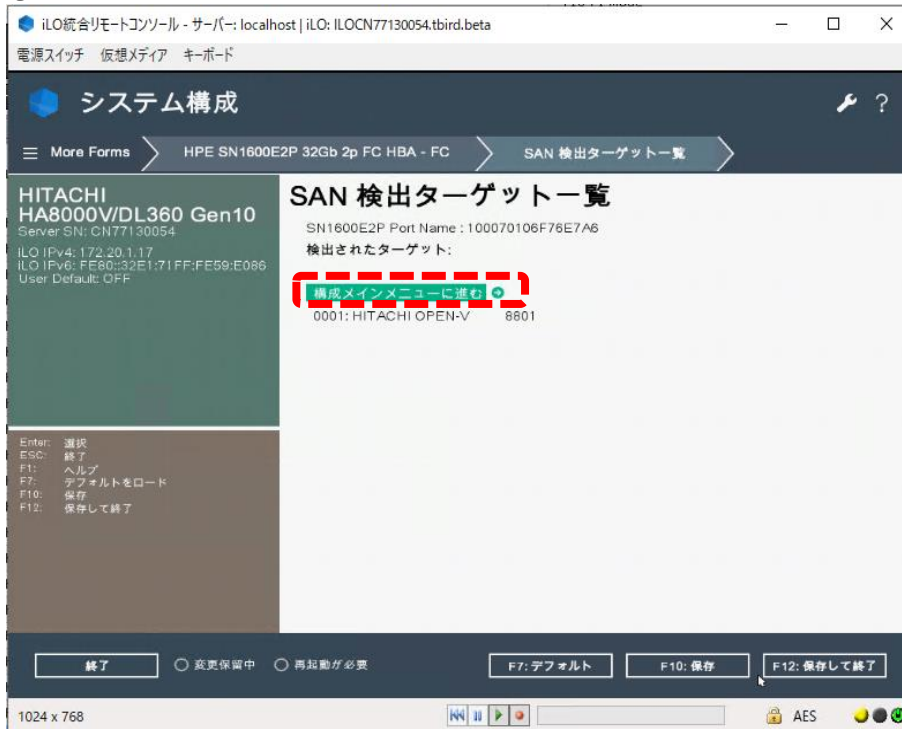 iLO統合リモートコンソール - サーバー: localhost | iLO: ILOCN77130054.tbird.beta
電源スイッチ 仮想メディア キーボード
システム構成
?
More Forms
HPE SN1600E2P 32Gb 2p FC HBA - FC
SAN 検出ターゲット一覧
HITACHI
HA8000V/DL360 Gen10
Server SN: CN77130054
iLO IPv4: 172.20.1.17
iLO IPv6: FE80::32E1:71FF:FE59:E086
User Default: OFF
Enter: 選択
ESC: 終了
F1: ヘルプ
F7: デフォルトをロード
F10: 保存
F12: 保存して終了
SAN 検出ターゲット一覧
SN1600E2P Port Name : 100070106F76E7A6
検出されたターゲット:
構成メインメニューに進む
0001: HITACHI OPEN-V 8801
終了
変更保留中
再起動が必要
F7: デフォルト
F10: 保存
F12: 保存して終了
1024 x 768
AES